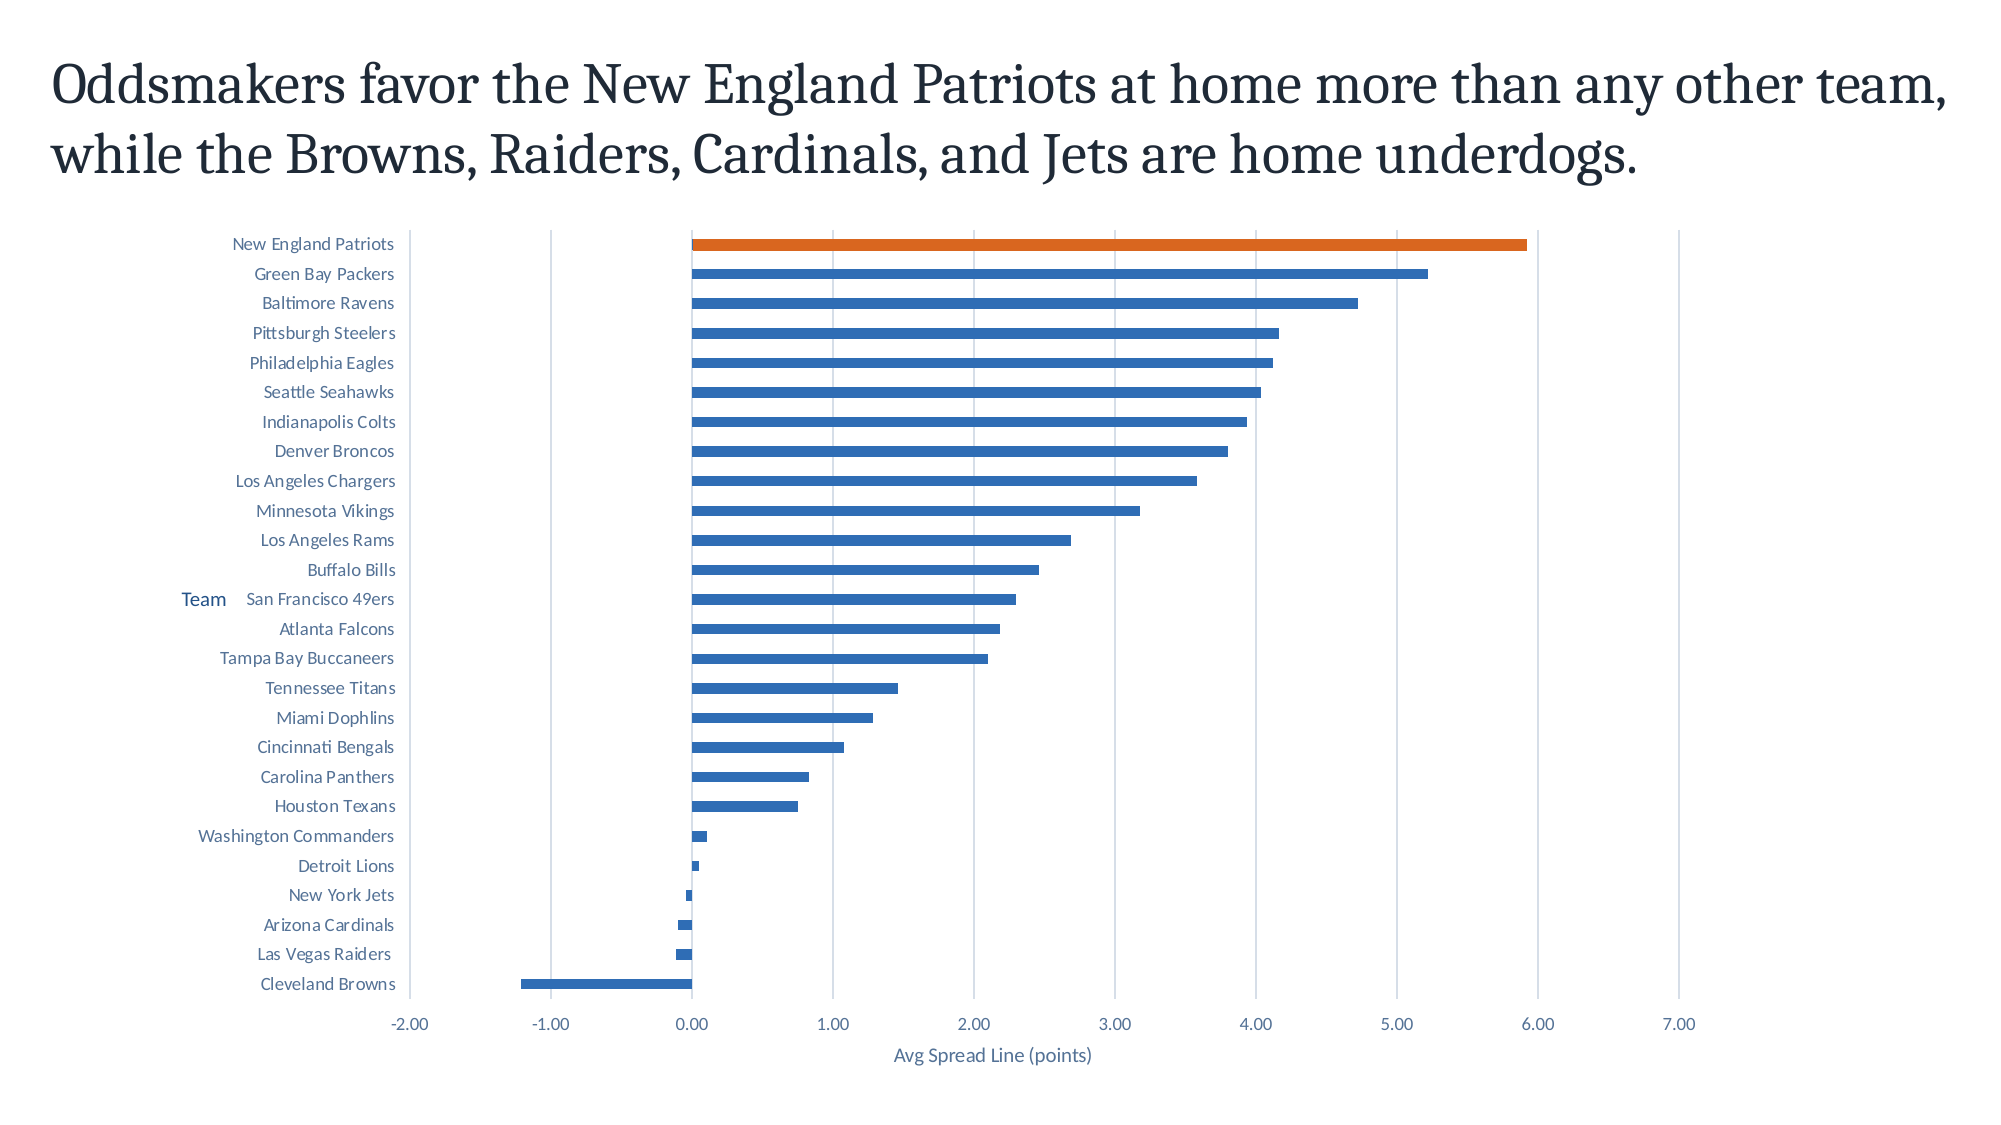 Oddsmakers favor the New England Patriots at home more than any other team,
while the Browns, Raiders, Cardinals, and Jets are home underdogs.
New England Patriots
Green Bay Packers
Baltimore Ravens
Pittsburgh Steelers
Philadelphia Eagles
Seattle Seahawks
Indianapolis Colts
Denver Broncos
Los Angeles Chargers
Minnesota Vikings
Los Angeles Rams
Buffalo Bills
Team San Francisco 49ers
Atlanta Falcons
Tampa Bay Buccaneers
Tennessee Titans
Miami Dophlins
Cincinnati Bengals
Carolina Panthers
Houston Texans
Washington Commanders
Detroit Lions
New York Jets
Arizona Cardinals
Las Vegas Raiders
Cleveland Browns
-2.00 -1.00 0.00 1.00 2.00 3.00 4.00 5.00 6.00 7.00
Avg Spread Line (points)